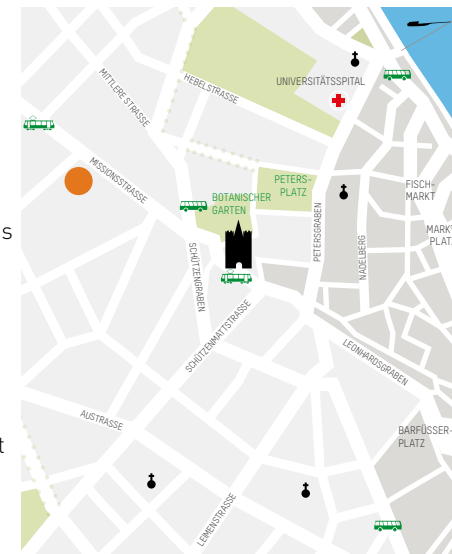 MITTLERE STRASSE
HEBELSTRASSE
UNIVERSITÄTSSPITAL
MISSIONSSTRASSE
PETERS-
PLATZ
BOTANISCHER
GARTEN
FISCH-
MARKT
s
MARKT
PLAT
PETERSGRABEN
NADELBERG
SCHÜTZENGRABEN
SCHÜTZENMATTSTRASSE
LEONHARDSGRABEN
AUSTRASSE
BARFÜSSER-
PLATZ
t
LEIMENSTRASSE